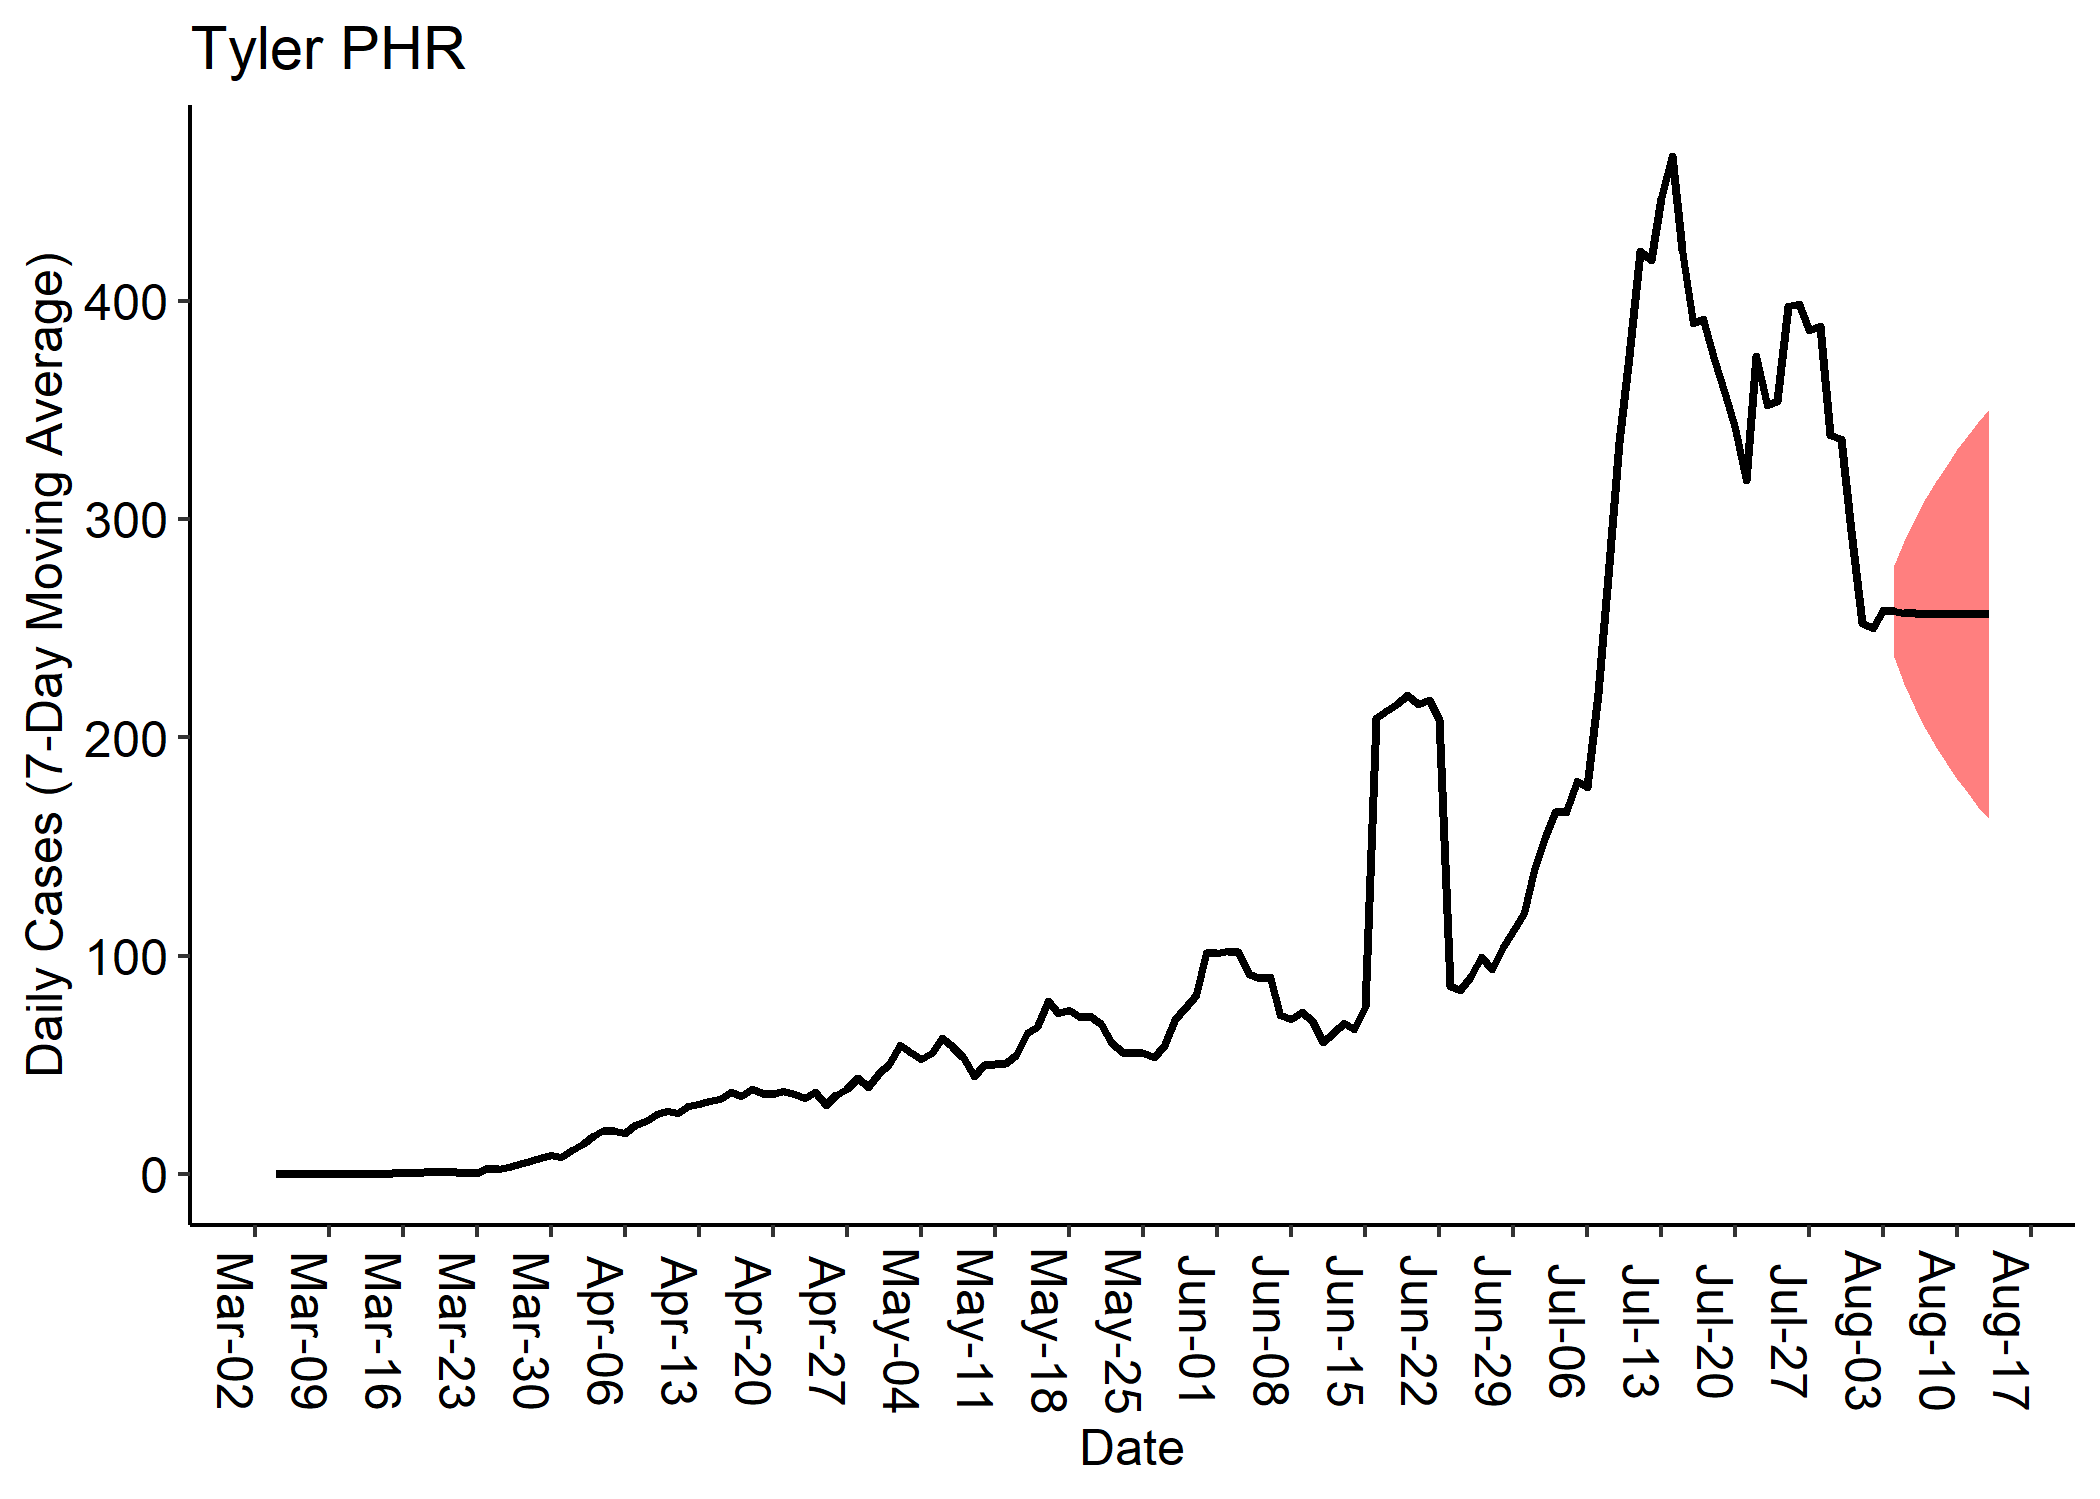 Tyler PHR
Daily Cases (7-Day Moving Average)
400
300
200
100
0
Mar-02
Mar-09
Mar-16
Mar-23
Mar-30
Apr-06
Apr-13
Apr-20
Apr-27
May-04
May-11
May-18
May-25
Jun-01
Jun-08
Jun-15
Jun-22
Jun-29
Jul-06
Jul-13
Jul-20
Jul-27
Aug-03
Aug-10
Aug-17
Date